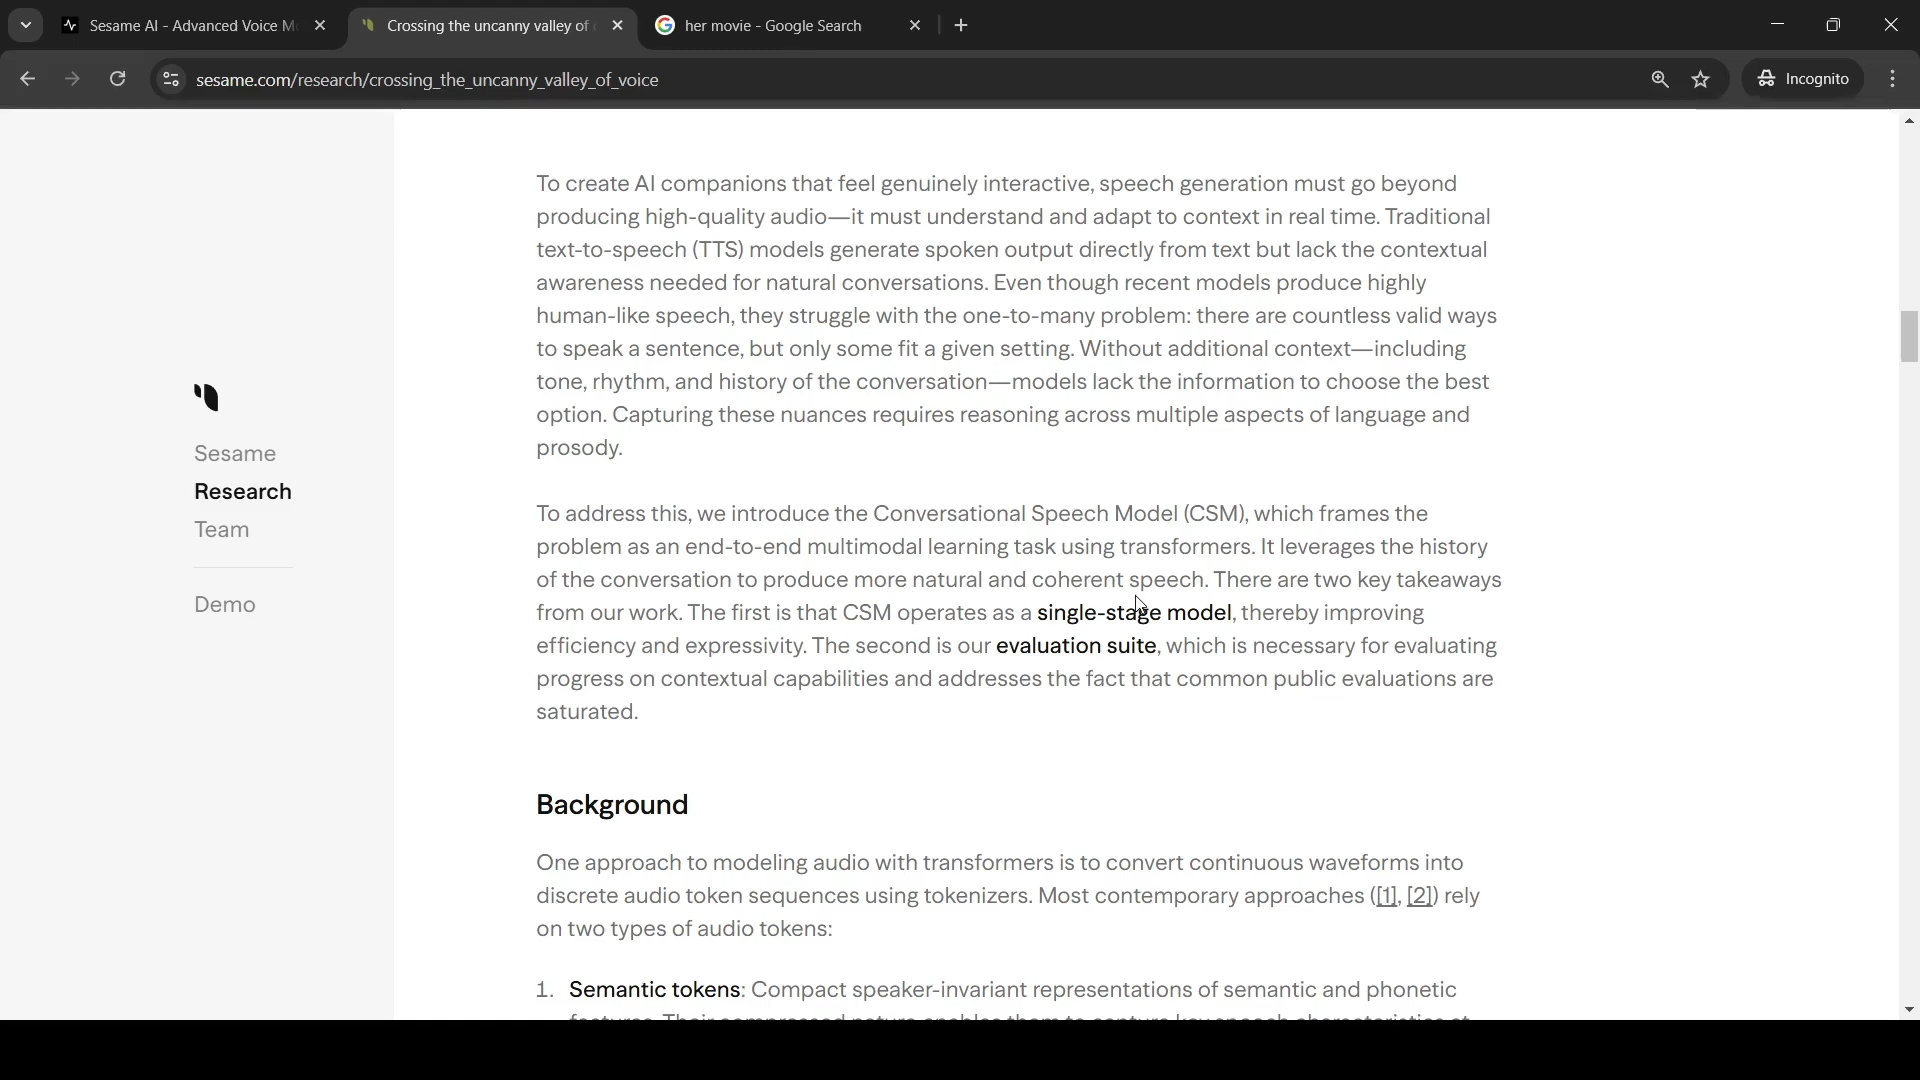 Sesame AI - Advanced Voice M
Crossing the uncanny valley of
her movie - Google Search
sesame.com/research/crossing_the_uncanny_valley_of_voice
Incognito
To create AI companions that feel genuinely interactive, speech generation must go beyond
producing high-quality audio—it must understand and adapt to context in real time. Traditional
text-to-speech (TTS) models generate spoken output directly from text but lack the contextual
awareness needed for natural conversations. Even though recent models produce highly
human-like speech, they struggle with the one-to-many problem: there are countless valid ways
to speak a sentence, but only some fit a given setting. Without additional context—including
tone, rhythm, and history of the conversation—models lack the information to choose the best
option. Capturing these nuances requires reasoning across multiple aspects of language and
prosody.
Sesame
Research
Team
Demo
To address this, we introduce the Conversational Speech Model (CSM), which frames the
problem as an end-to-end multimodal learning task using transformers. It leverages the history
of the conversation to produce more natural and coherent speech. There are two key takeaways
from our work. The first is that CSM operates as a single-stage model, thereby improving
efficiency and expressivity. The second is our evaluation suite, which is necessary for evaluating
progress on contextual capabilities and addresses the fact that common public evaluations are
saturated.
Background
One approach to modeling audio with transformers is to convert continuous waveforms into
discrete audio token sequences using tokenizers. Most contemporary approaches ([1], [2]) rely
on two types of audio tokens:
1. Semantic tokens: Compact speaker-invariant representations of semantic and phonetic